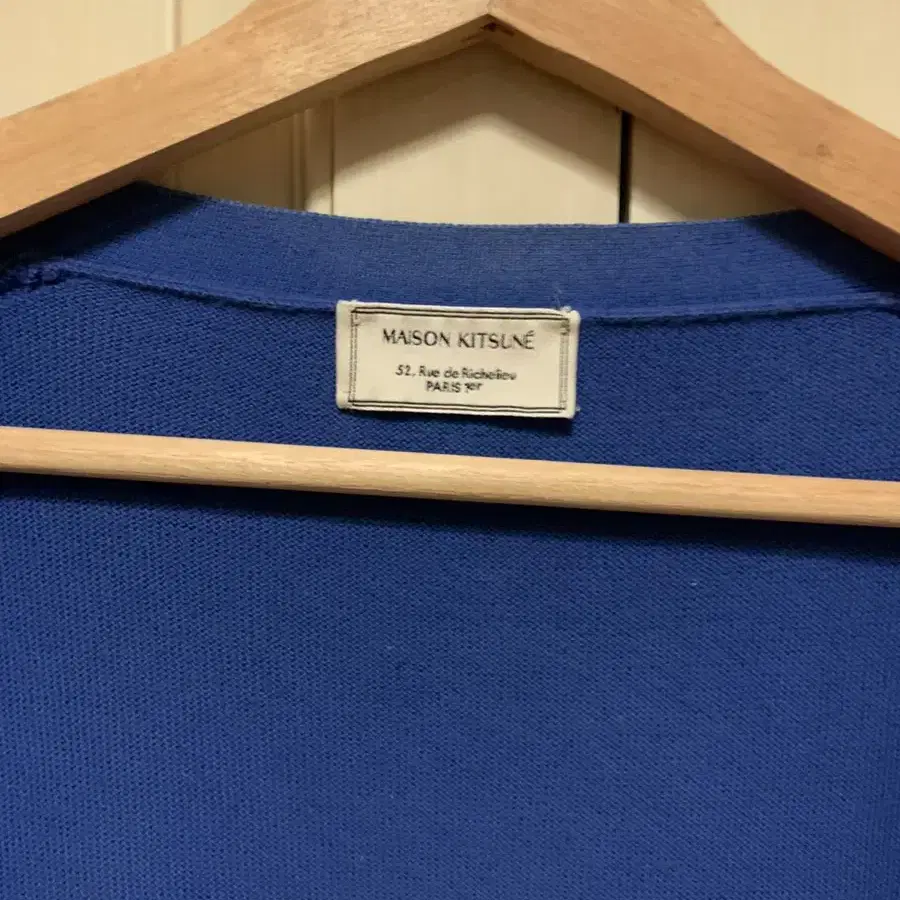 MAISON KITSUNÉ
52, Rue de Richelieu
PARIS 1er